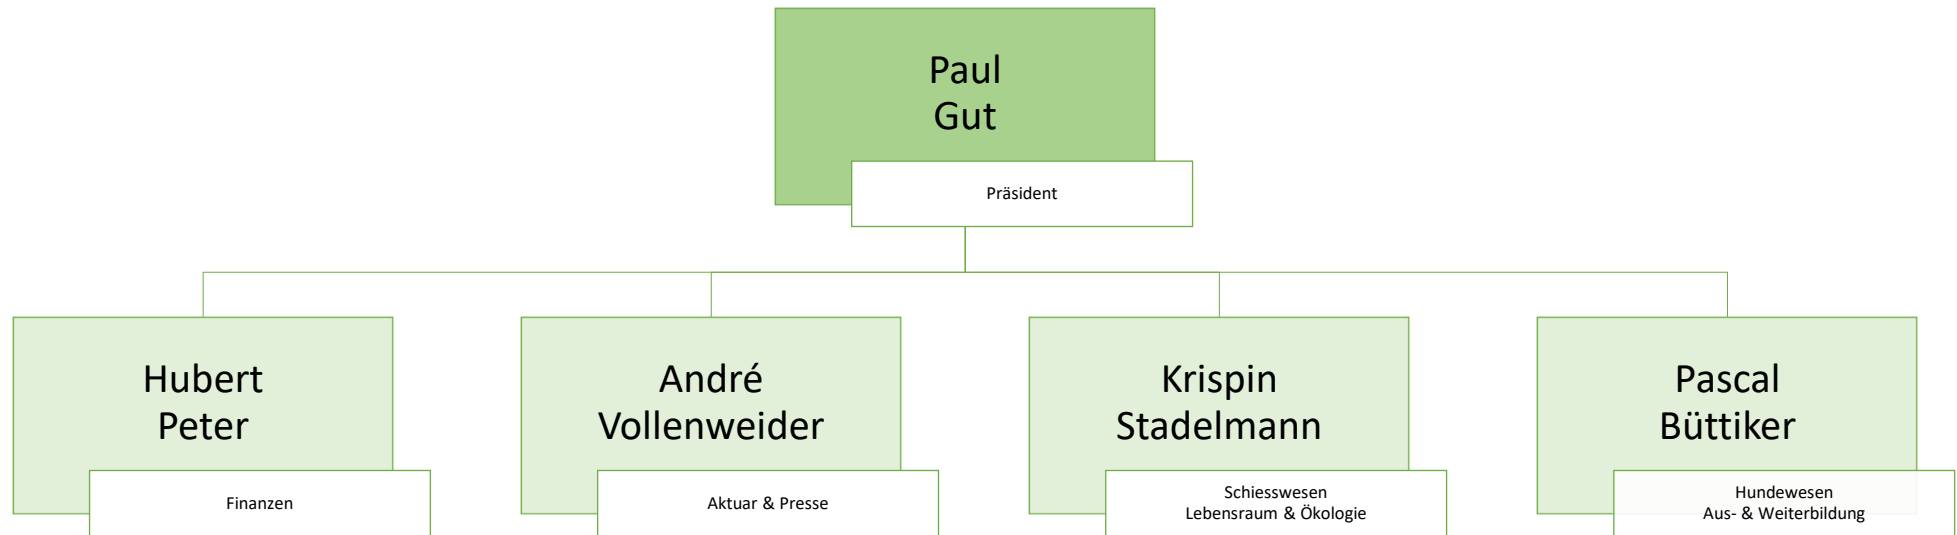 Paul
Gut
Präsident
Hubert
Peter
Finanzen
André
Vollenweider
Aktuar & Presse
Krispin
Stadelmann
Schiesswesen
Lebensraum & Ökologie
Pascal
Büttiker
Hundewesen
Aus- & Weiterbildung